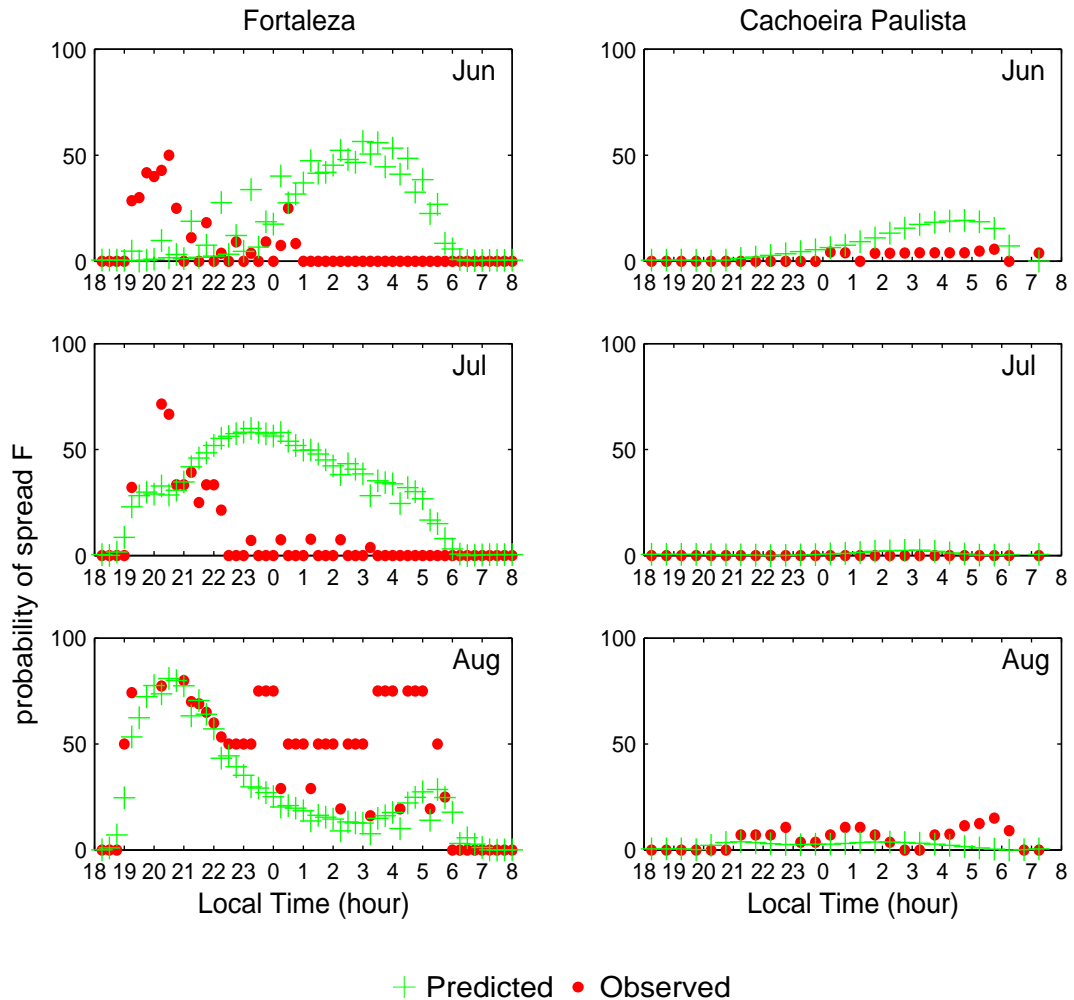 Fortaleza Cachoeira Paulista
100 Jun 100 Jun
50 50
0 0
18 19 20 21 22 23 0 1 2 3 4 5 6 7 8 18 19 20 21 22 23 0 1 2 3 4 5 6 7 8
100 Jul 100 Jul
50 50
0 0
18 19 20 21 22 23 0 1 2 3 4 5 6 7 8 18 19 20 21 22 23 0 1 2 3 4 5 6 7 8
probability of spread F
100 Aug 100 Aug
50 50
0 0
18 19 20 21 22 23 0 1 2 3 4 5 6 7 8 18 19 20 21 22 23 0 1 2 3 4 5 6 7 8
Local Time (hour) Local Time (hour)
Predicted Observed